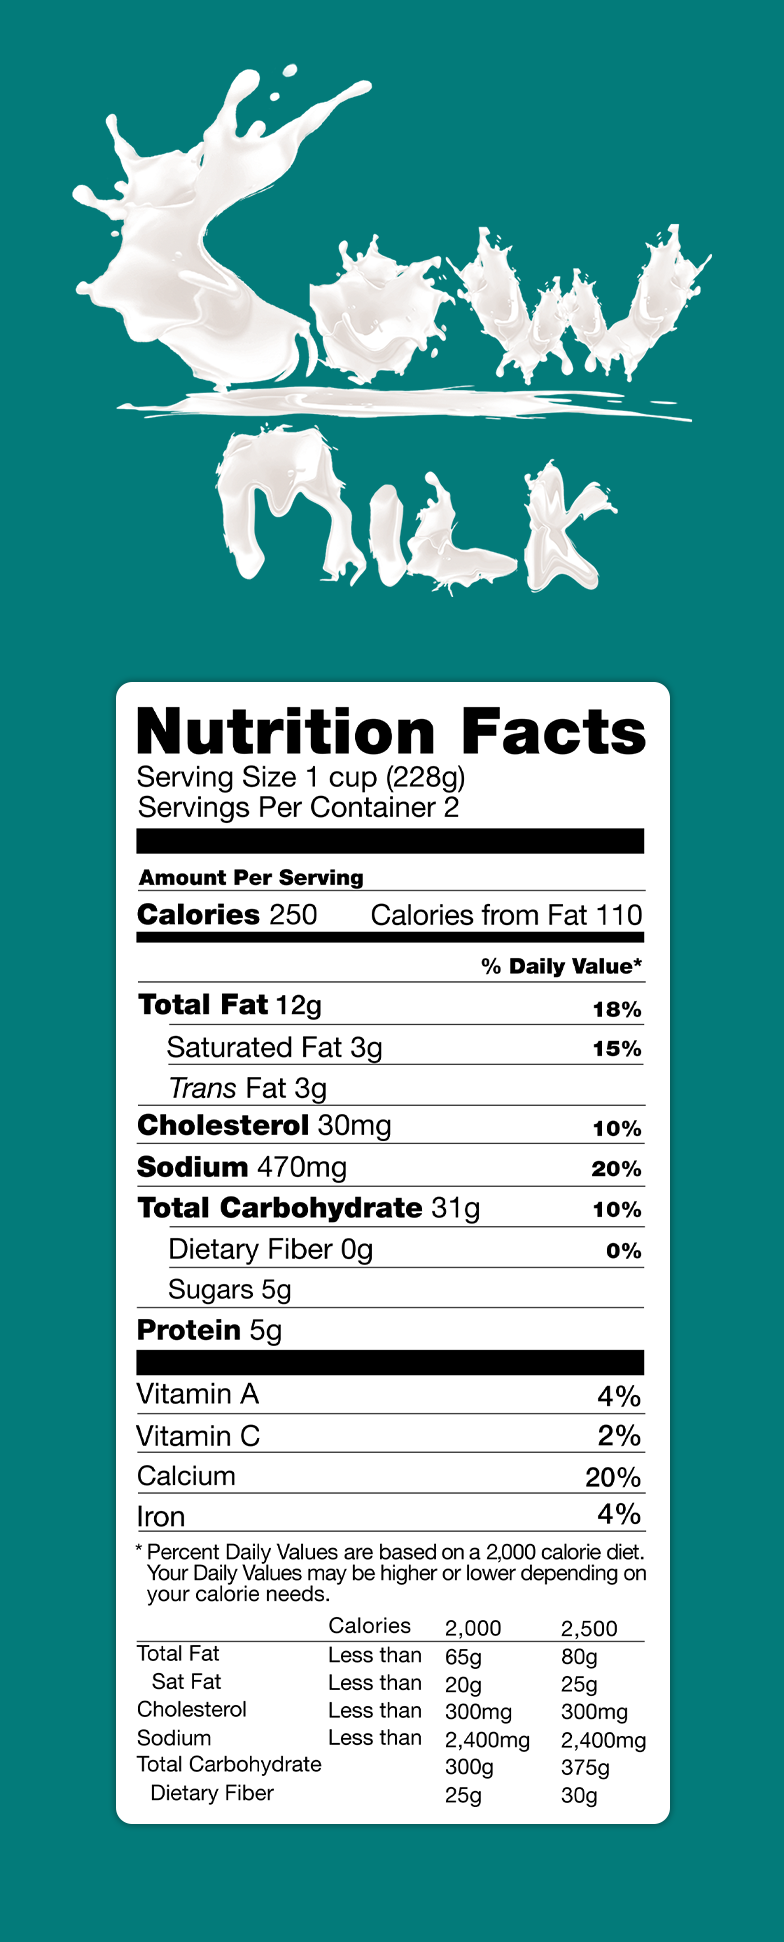 Cow
MILK
Nutrition Facts
Serving Size 1 cup (228g)
Servings Per Container 2
Amount Per Serving
Calories 250 Calories from Fat 110
% Daily Value*
Total Fat 12g 18%
Saturated Fat 3g 15%
Trans Fat 3g
Cholesterol 30mg 10%
Sodium 470mg 20%
Total Carbohydrate 31g 10%
Dietary Fiber 0g 0%
Sugars 5g
Protein 5g
Vitamin A 4%
Vitamin C 2%
Calcium 20%
Iron 4%
* Percent Daily Values are based on a 2,000 calorie diet.
Your Daily Values may be higher or lower depending on
your calorie needs.
Calories 2,000 2,500
Total Fat Less than 65g 80g
Sat Fat Less than 20g 25g
Cholesterol Less than 300mg 300mg
Sodium Less than 2,400mg 2,400mg
Total Carbohydrate 300g 375g
Dietary Fiber 25g 30g